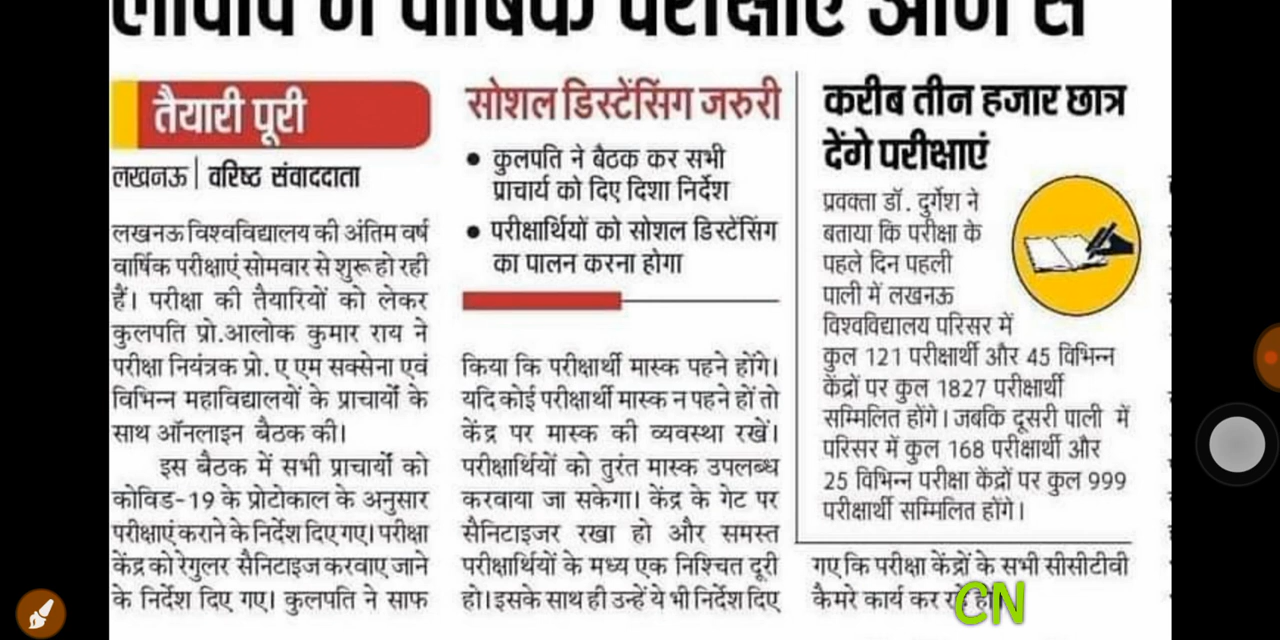 लविवि में वार्षिक परीक्षाएं आज से
तैयारी पूरी
लखनऊ | वरिष्ठ संवाददाता
लखनऊ विश्वविद्यालय की अंतिम वर्ष
वार्षिक परीक्षाएं सोमवार से शुरू हो रही
हैं। परीक्षा की तैयारियों को लेकर
कुलपति प्रो.आलोक कुमार राय ने
परीक्षा नियंत्रक प्रो. ए एम सक्सेना एवं
विभिन्न महाविद्यालयों के प्राचार्यों के
साथ ऑनलाइन बैठक की।
इस बैठक में सभी प्राचार्यों को
कोविड-19 के प्रोटोकाल के अनुसार
परीक्षाएं कराने के निर्देश दिए गए। परीक्षा
केंद्र को रेगुलर सैनिटाइज करवाए जाने
के निर्देश दिए गए। कुलपति ने साफ
सोशल डिस्टेंसिंग जरुरी
• कुलपति ने बैठक कर सभी
प्राचार्य को दिए दिशा निर्देश
• परीक्षार्थियों को सोशल डिस्टेसिंग
का पालन करना होगा
किया कि परीक्षार्थी मास्क पहने होंगे।
यदि कोई परीक्षार्थी मास्क न पहने हों तो
केंद्र पर मास्क की व्यवस्था रखें।
परीक्षार्थियों को तुरंत मास्क उपलब्ध
करवाया जा सकेगा। केंद्र के गेट पर
सैनिटाइजर रखा हो और समस्त
परीक्षार्थियों के मध्य एक निश्चित दूरी
हो। इसके साथ ही उन्हें ये भी निर्देश दिए
करीब तीन हजार छात्र
देंगे परीक्षाएं
प्रवक्ता डॉ. दुर्गेश ने
बताया कि परीक्षा के
पहले दिन पहली
पाली में लखनऊ
विश्वविद्यालय परिसर में
कुल 121 परीक्षार्थी और 45 विभिन्न
केंद्रों पर कुल 1827 परीक्षार्थी
सम्मिलित होंगे। जबकि दूसरी पाली में
परिसर में कुल 168 परीक्षार्थी और
25 विभिन्न परीक्षा केंद्रों पर कुल 999
परीक्षार्थी सम्मिलित होंगे।
गए कि परीक्षा केंद्रों के सभी सीसीटीवी
कैमरे कार्य कर रहे
CN